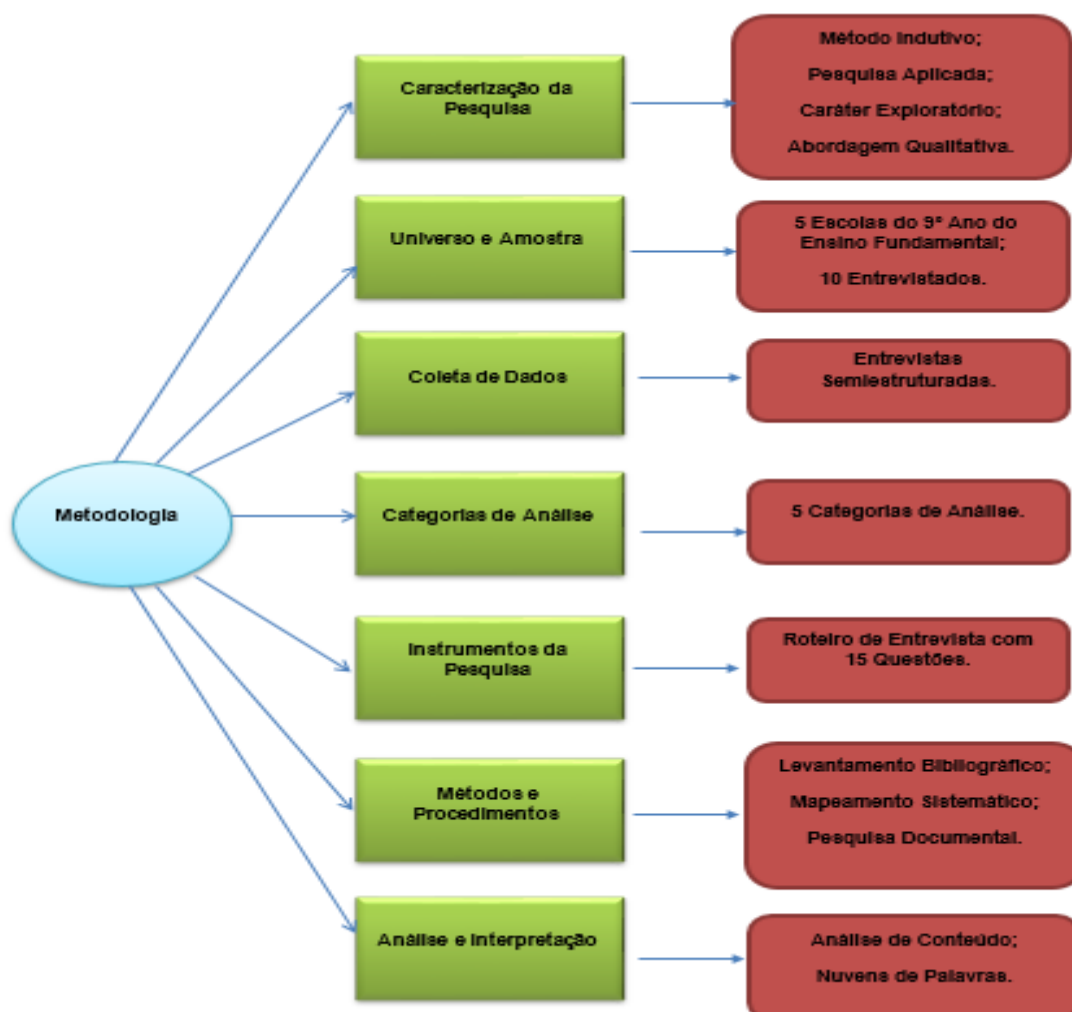 Metodologia
Caracterização da
Pesquisa
Método Indutivo;
Pesquisa Aplicada;
Caráter Exploratório;
Abordagem Qualitativa.
Universo e Amostra
5 Escolas do 9º Ano do
Ensino Fundamental;
10 Entrevistados.
Coleta de Dados
Entrevistas
Semiestruturadas.
Categorias de Análise
5 Categorias de Análise.
Instrumentos da
Pesquisa
Roteiro de Entrevista com
15 Questões.
Métodos e
Procedimentos
Levantamento Bibliográfico;
Mapeamento Sistemático;
Pesquisa Documental.
Análise e Interpretação
Análise de Conteúdo;
Nuvens de Palavras.